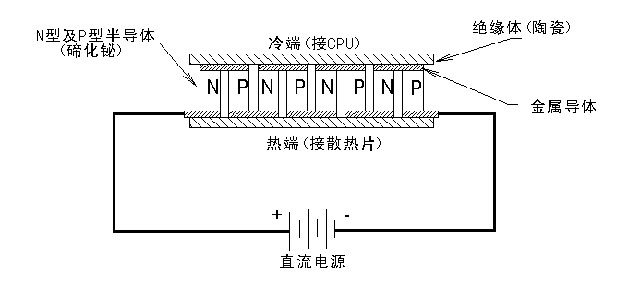 N型及P型半导体
(碲化铋)
冷端(接CPU)
绝缘体(陶瓷)
N P N P N P N P
金属导体
热端(接散热片)
+ -
直流电源